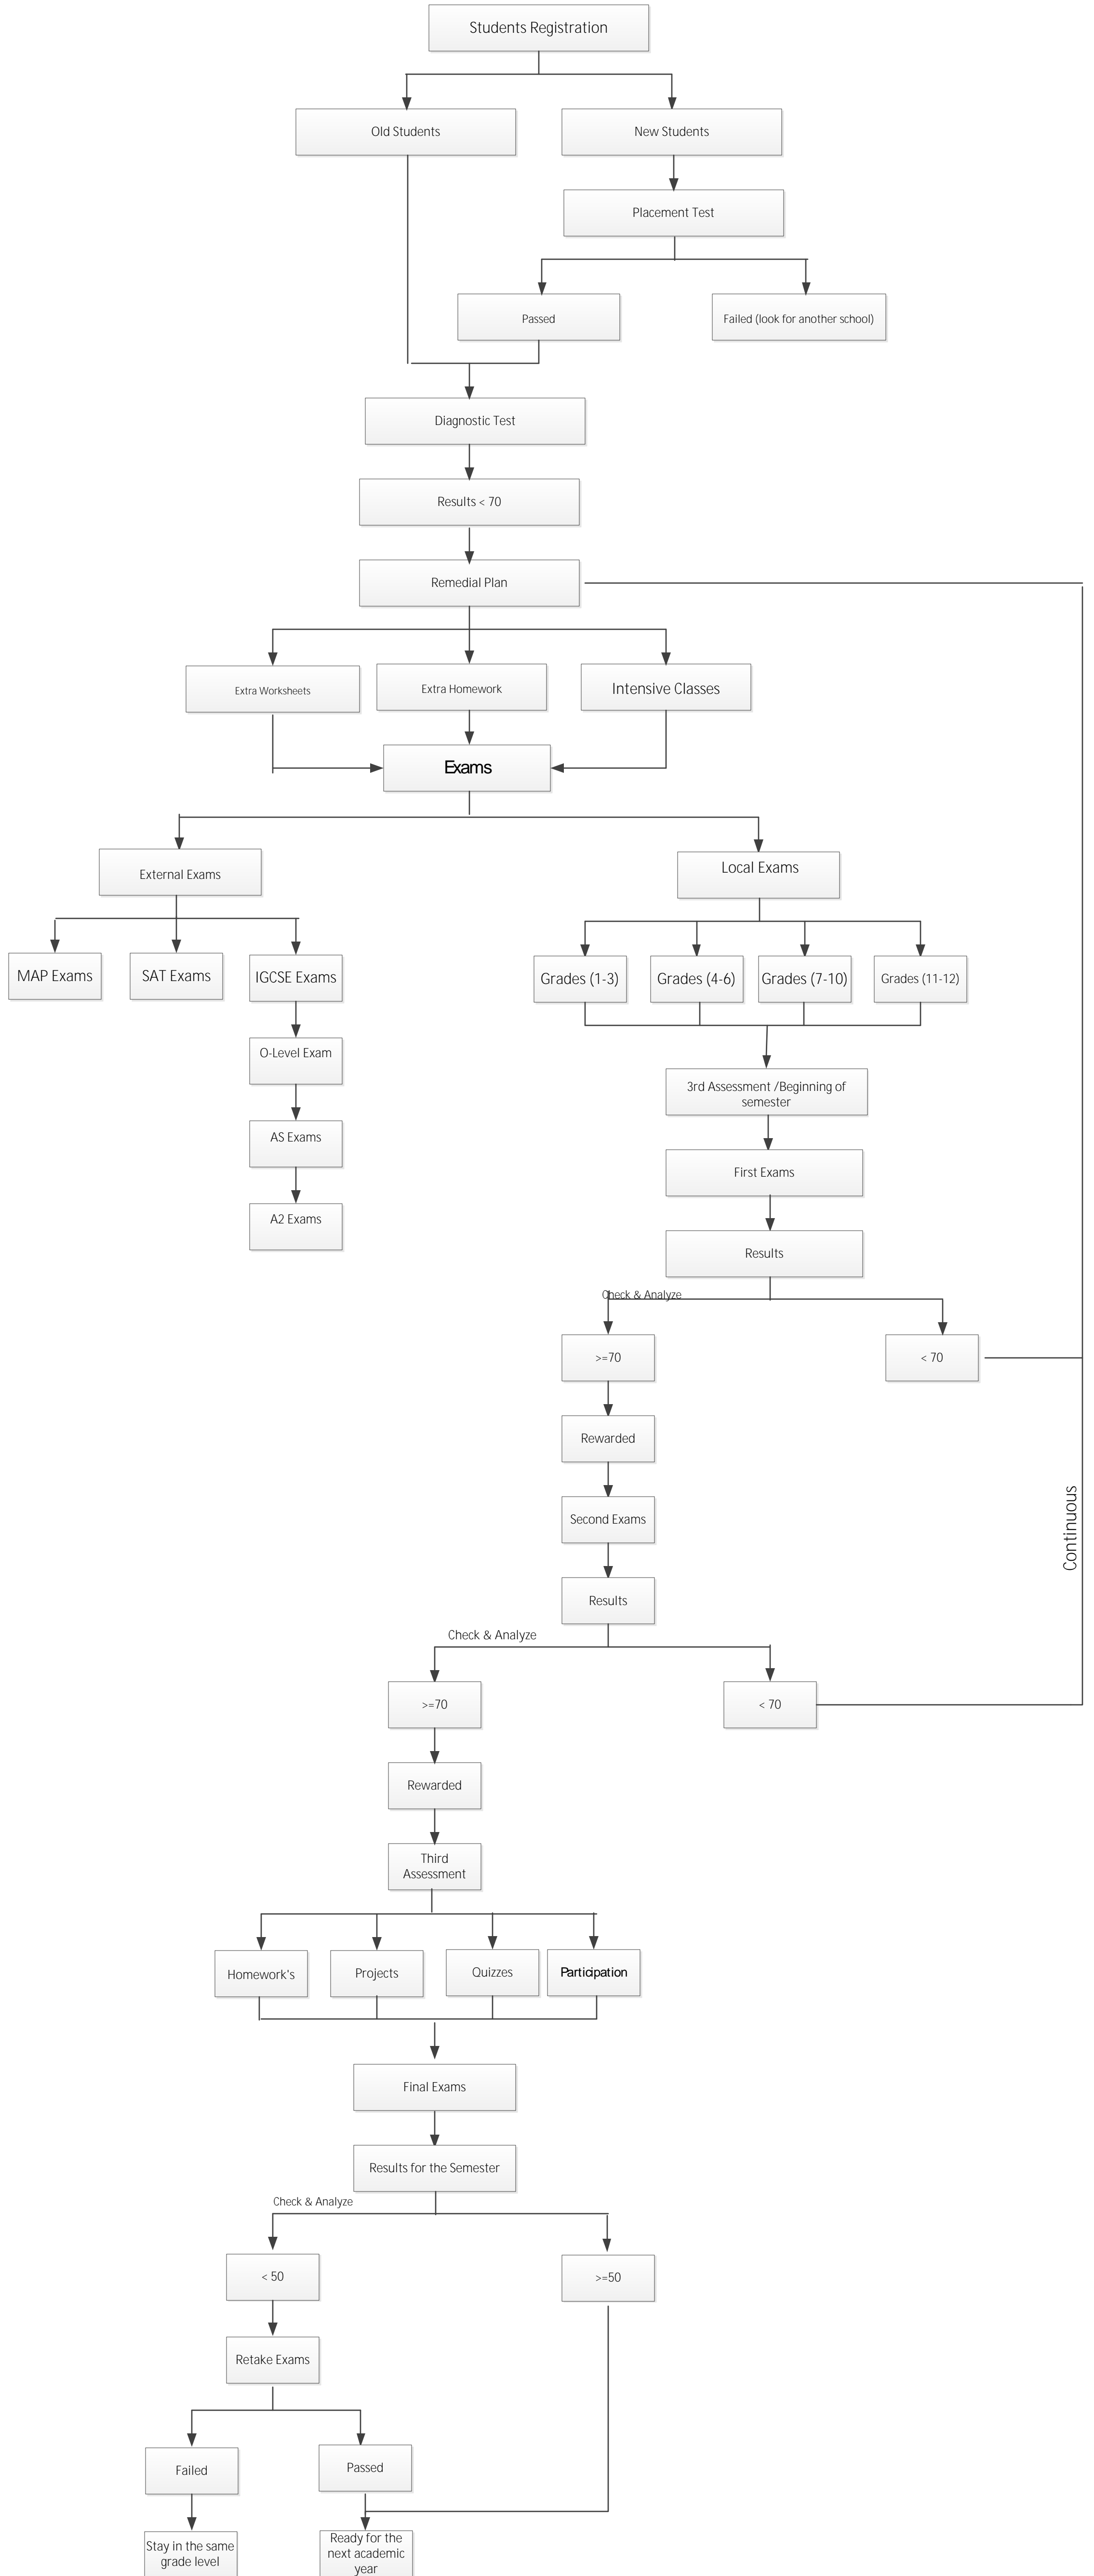 Students Registration
Old Students
New Students
Placement Test
Passed
Failed (look for another school)
Diagnostic Test
Results < 70
Remedial Plan
Extra Worksheets
Extra Homework
Intensive Classes
Exams
External Exams
Local Exams
MAP Exams
SAT Exams
IGCSE Exams
Grades (1-3)
Grades (4-6)
Grades (7-10)
Grades (11-12)
O-Level Exam
3rd Assessment /Beginning of
semester
AS Exams
First Exams
A2 Exams
Results
Check & Analyze
>=70
< 70
Rewarded
Second Exams
Continuous
Results
Check & Analyze
>=70
< 70
Rewarded
Third
Assessment
Homework's
Projects
Quizzes
Participation
Final Exams
Results for the Semester
Check & Analyze
< 50
>=50
Retake Exams
Failed
Passed
Stay in the same
grade level
Ready for the
next academic
year